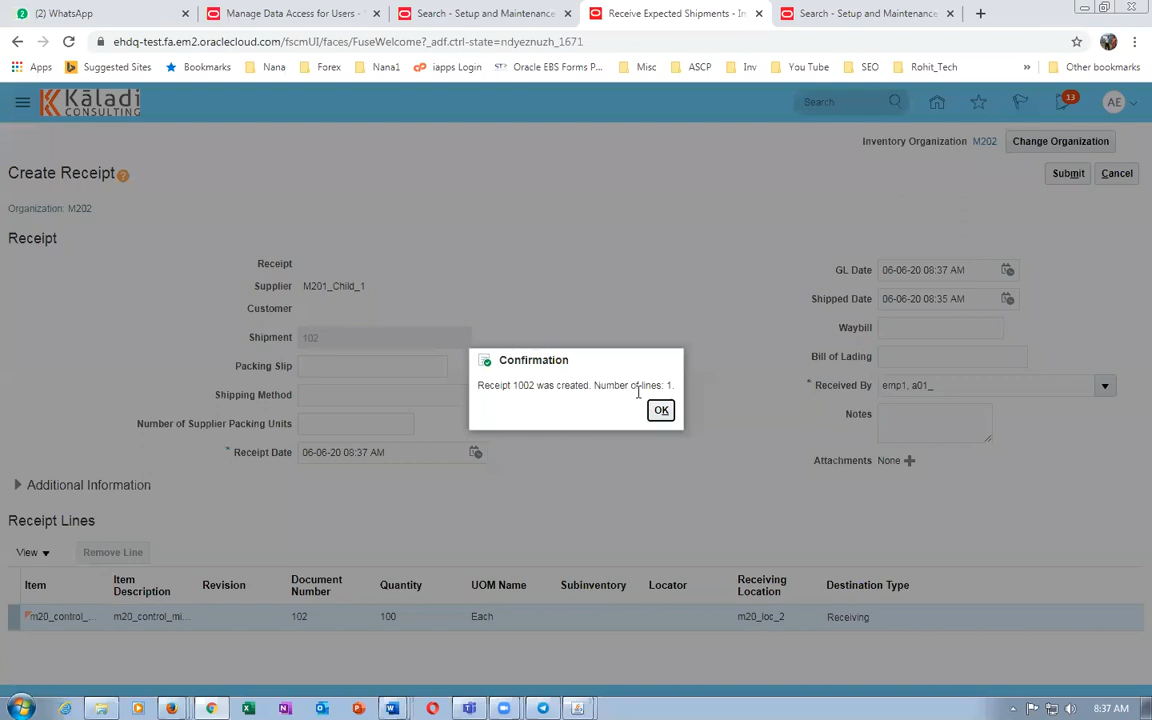 (2) WhatsApp
Manage Data Access for Users -
Search - Setup and Maintenance
Receive Expected Shipments - In
Search - Setup and Maintenance
ehdq-test.fa.em2.oraclecloud.com/fscmUI/faces/FuseWelcome?_adf.ctrl-state=ndyeznuzh_1671
Apps Suggested Sites Bookmarks Nana Forex Nana1 iapps Login Oracle EBS Forms P... Misc ASCP Inv You Tube SEO Rohit_Tech » Other bookmarks
Kaladi
CONSULTING
Search
13
AE
Inventory Organization M202 Change Organization
Create Receipt ?
Submit Cancel
Organization: M202
Receipt
Receipt
Supplier M201_Child_1
Customer
Shipment 102
Packing Slip
Shipping Method
Number of Supplier Packing Units
* Receipt Date 06-06-20 08:37 AM
GL Date 06-06-20 08:37 AM
Shipped Date 06-06-20 08:35 AM
Waybill
Bill of Lading
* Received By emp1, a01_
Notes
Attachments None
Confirmation
Receipt 1002 was created. Number of lines: 1.
OK
Additional Information
Receipt Lines
View Remove Line
Item Item Description Revision Document Number Quantity UOM Name Subinventory Locator Receiving Location Destination Type
m20_control_... m20_control_mi... 102 100 Each m20_loc_2 Receiving
8:37 AM